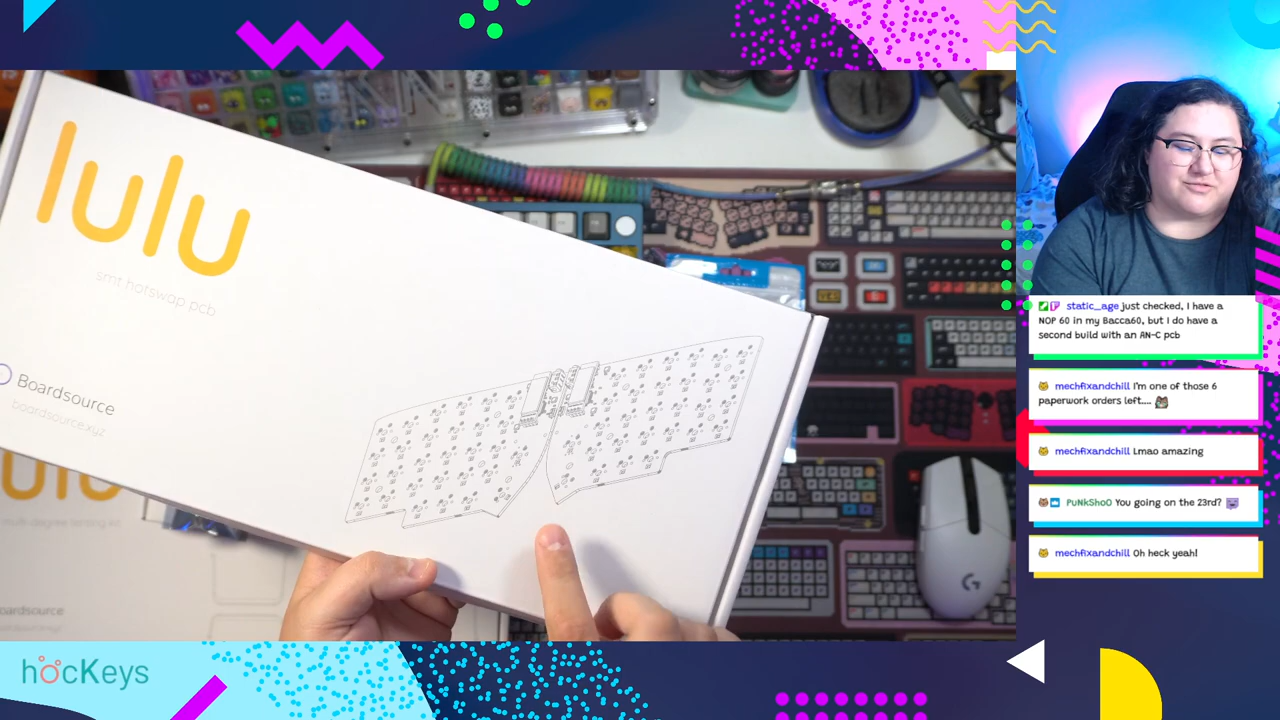 lulu
smt hotswap pcb
Boardsource
boardsource.xyz
G
hocKeys
static_age just checked, I have a
NOP 60 in my Bacca60, but I do have a
second build with an AN-C pcb
mechfixandchill I'm one of those 6
paperwork orders left....
mechfixandchill Lmao amazing
PuNkShoO You going on the 23rd?
mechfixandchill Oh heck yeah!